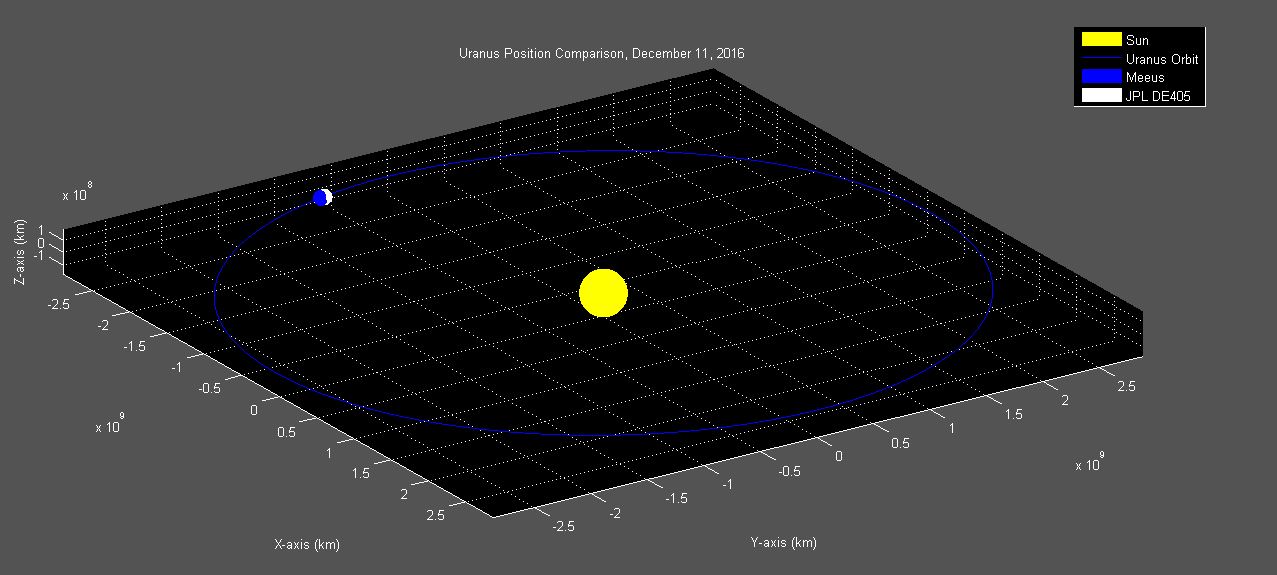 Uranus Position Comparison, December 11, 2016
Sun
Uranus Orbit
Meeus
JPL DE405
x 10^8
Z-axis (km)
1
0
-1
-2.5
-2
-1.5
-1
-0.5
0
0.5
1
1.5
2
2.5
x 10^9
X-axis (km)
-2.5
-2
-1.5
-1
-0.5
0
0.5
1
1.5
2
2.5
x 10^9
Y-axis (km)